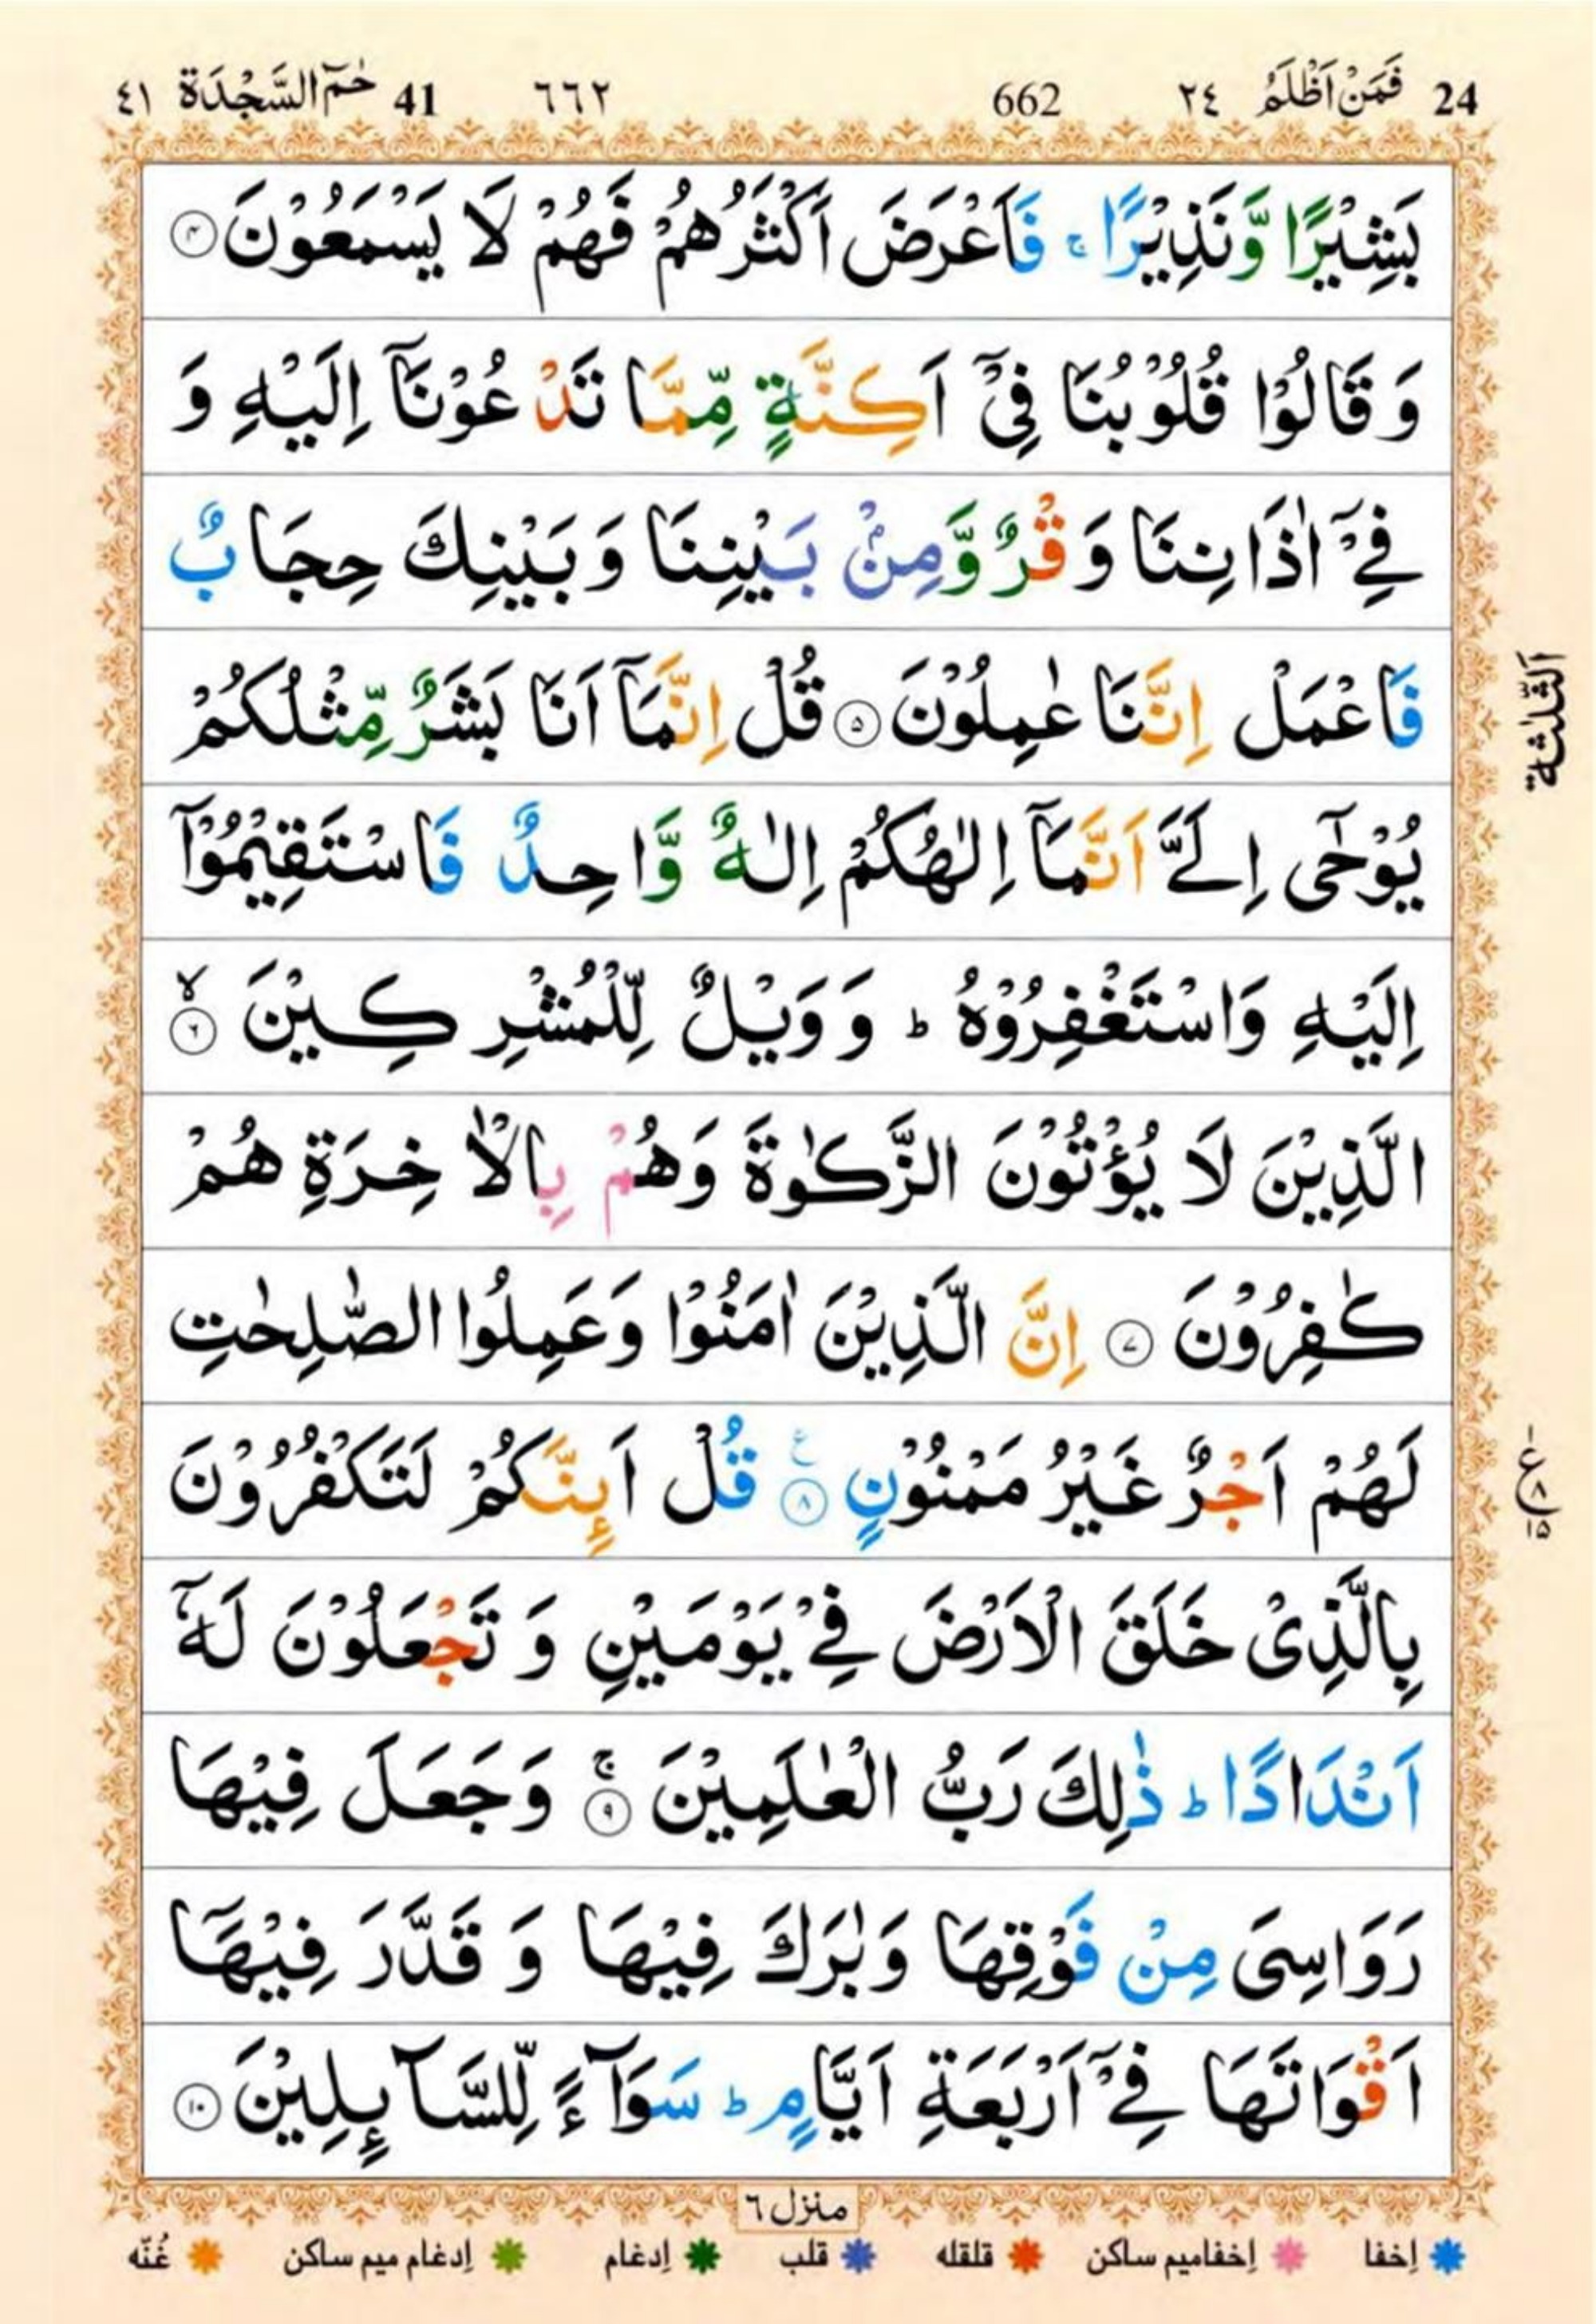 24 فَمَنْ اَظْلَمُ ٢٤ 662 ٦٦٢ 41 حٰمٓ السَّجْدَة ٤١
بَشِيْرًا وَّنَذِيْرًا ۚ فَاَعْرَضَ اَكْثَرُهُمْ فَهُمْ لَا يَسْمَعُوْنَ ۝٤
وَ قَالُوْا قُلُوْبُنَا فِيْۤ اَكِنَّةٍ مِّمَّا تَدْعُوْنَاۤ اِلَيْهِ وَ
فِيْۤ اٰذَانِنَا وَقْرٌ وَّمِنْۢ بَيْنِنَا وَبَيْنِكَ حِجَابٌ
فَاعْمَلْ اِنَّنَا عٰمِلُوْنَ ۝٥ قُلْ اِنَّمَاۤ اَنَا بَشَرٌ مِّثْلُكُمْ
الثلثة
يُوْحٰۤى اِلَيَّ اَنَّمَاۤ اِلٰهُكُمْ اِلٰهٌ وَّاحِدٌ فَاسْتَقِيْمُوْۤا
اِلَيْهِ وَاسْتَغْفِرُوْهُ ؕ وَ وَيْلٌ لِّلْمُشْرِكِيْنَ ۝٦ۙ
الَّذِيْنَ لَا يُؤْتُوْنَ الزَّكٰوةَ وَهُمْ بِالْاٰخِرَةِ هُمْ
كٰفِرُوْنَ ۝٧ اِنَّ الَّذِيْنَ اٰمَنُوْا وَعَمِلُوا الصّٰلِحٰتِ
لَهُمْ اَجْرٌ غَيْرُ مَمْنُوْنٍ ۝٨ ع قُلْ اَئِنَّكُمْ لَتَكْفُرُوْنَ
١ ع ٨ ١٥
بِالَّذِيْ خَلَقَ الْاَرْضَ فِيْ يَوْمَيْنِ وَ تَجْعَلُوْنَ لَهٗۤ
اَنْدَادًا ؕ ذٰلِكَ رَبُّ الْعٰلَمِيْنَ ۝٩ۚ وَجَعَلَ فِيْهَا
رَوَاسِيَ مِنْ فَوْقِهَا وَبٰرَكَ فِيْهَا وَ قَدَّرَ فِيْهَاۤ
اَقْوَاتَهَا فِيْۤ اَرْبَعَةِ اَيَّامٍ ؕ سَوَآءً لِّلسَّآئِلِيْنَ ۝١٠
منزل ٦
إخفا إخفاميم ساكن قلقله قلب إدغام إدغام ميم ساكن غُنّه